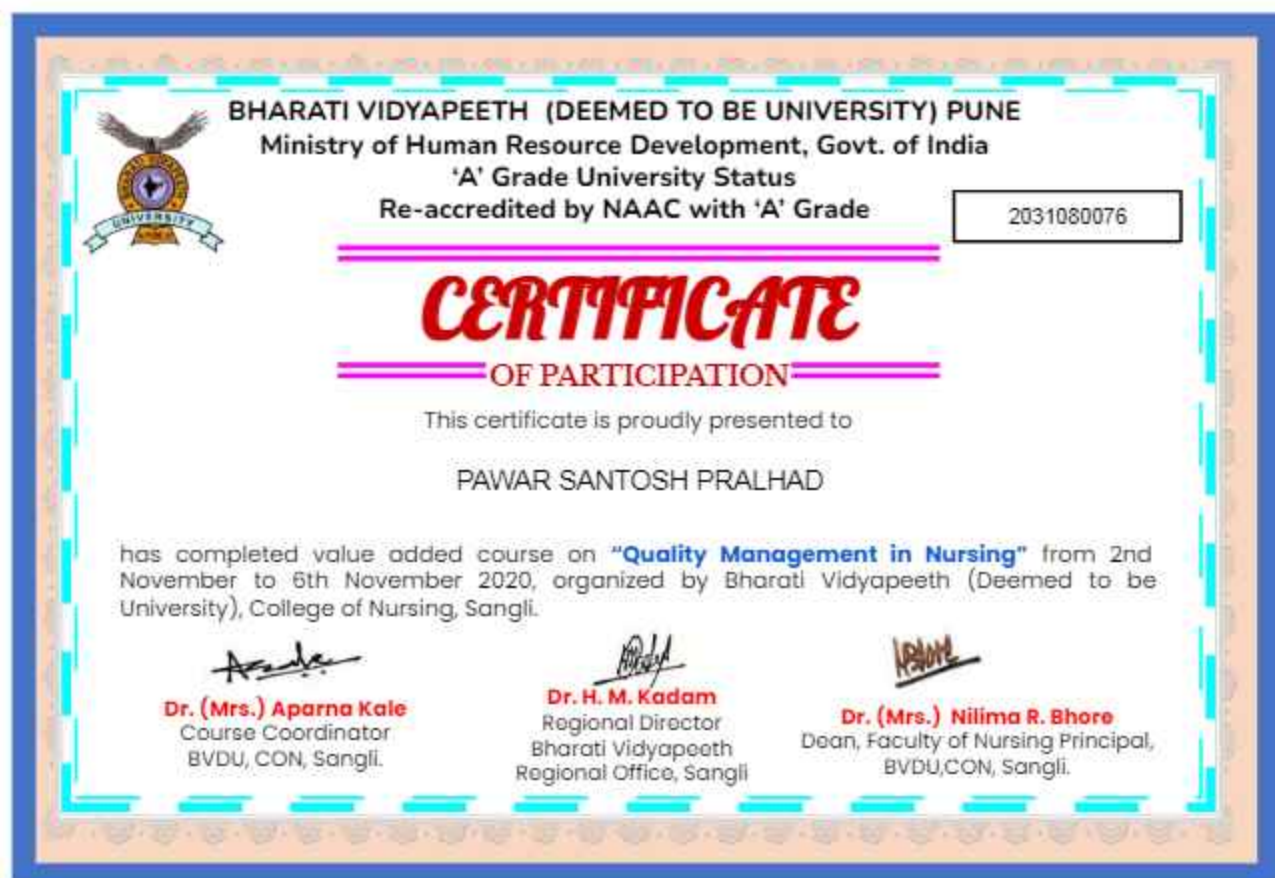 BHARATI VIDYAPEETH (DEEMED TO BE UNIVERSITY) PUNE
Ministry of Human Resource Development, Govt. of India
‘A’ Grade University Status
Re-accredited by NAAC with ‘A’ Grade
2031080076
BHARATI VIDYAPEETH
UNIVERSITY
CERTIFICATE
OF PARTICIPATION
This certificate is proudly presented to
PAWAR SANTOSH PRALHAD
has completed value added course on “Quality Management in Nursing” from 2nd
November to 6th November 2020, organized by Bharati Vidyapeeth (Deemed to be
University), College of Nursing, Sangli.
Dr. (Mrs.) Aparna Kale
Course Coordinator
BVDU, CON, Sangli.
Dr. H. M. Kadam
Regional Director
Bharati Vidyapeeth
Regional Office, Sangli
Dr. (Mrs.) Nilima R. Bhore
Dean, Faculty of Nursing Principal,
BVDU,CON, Sangli.